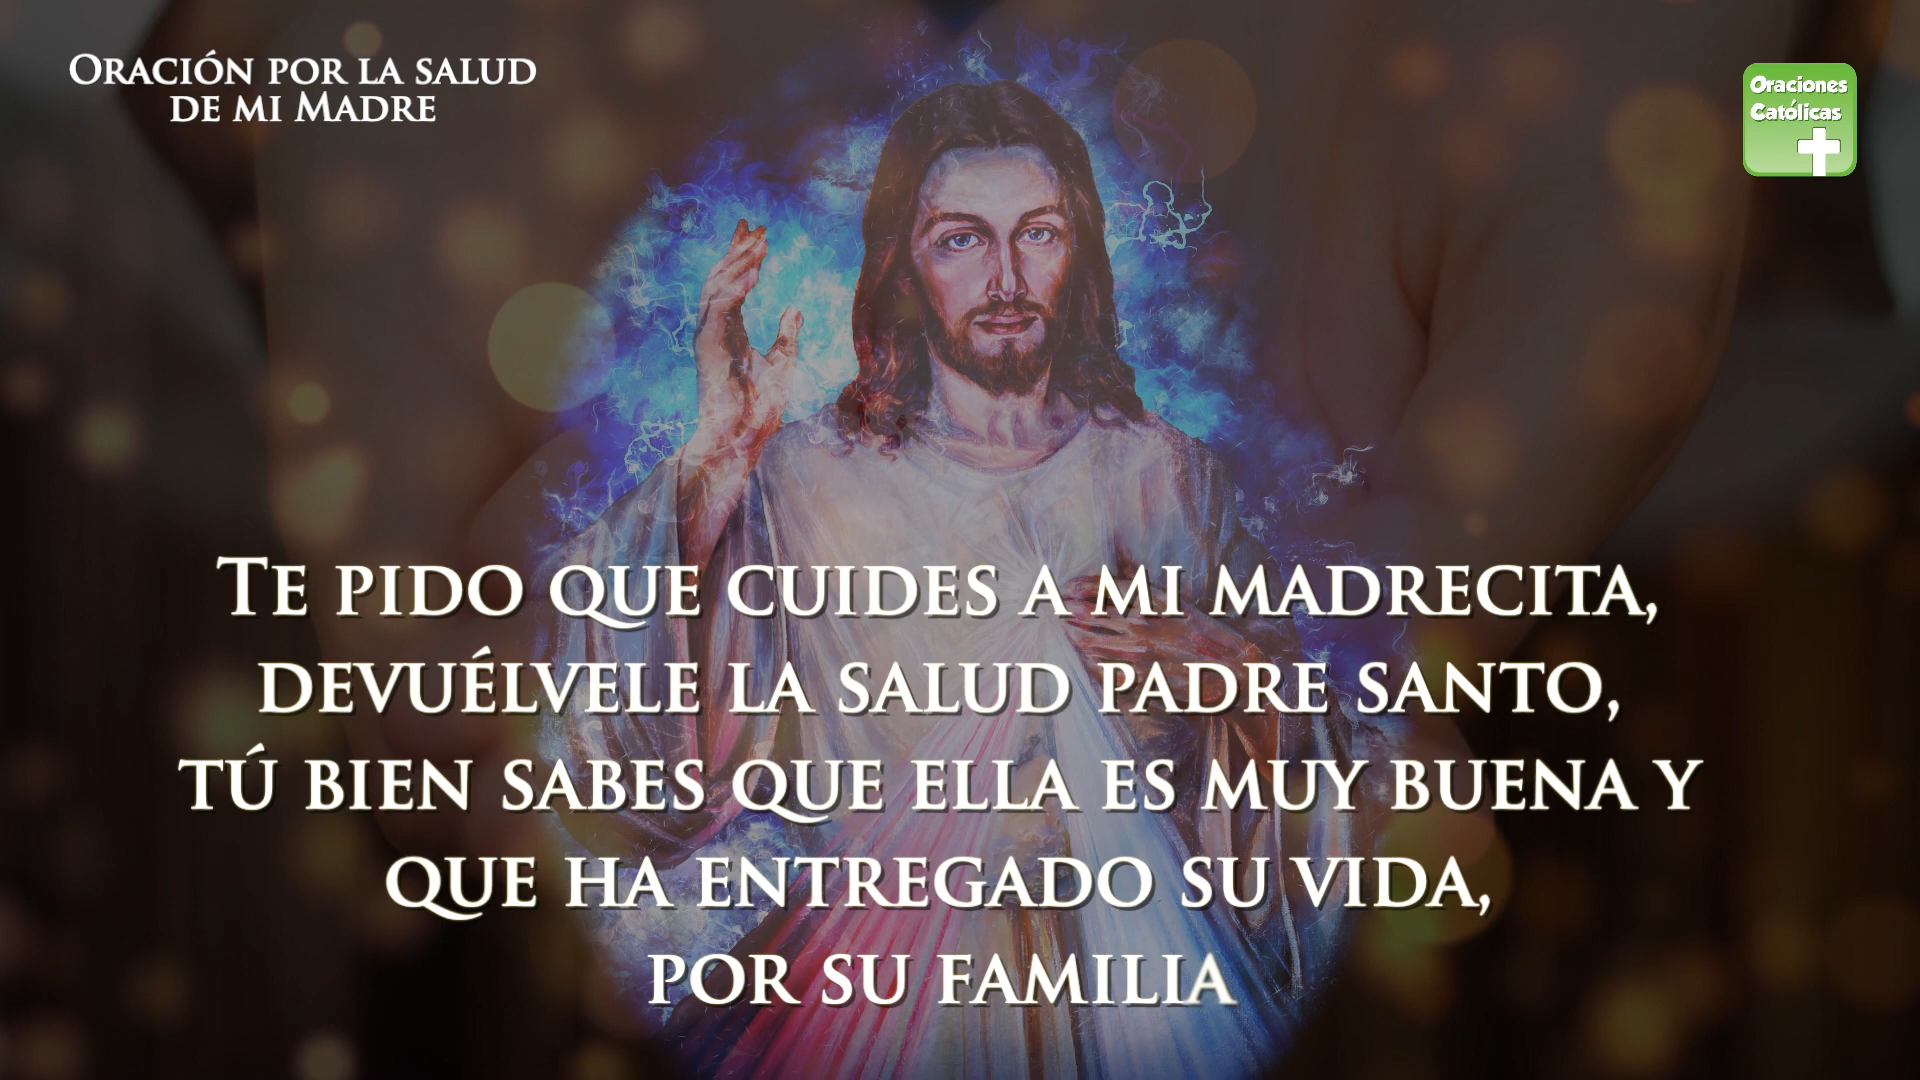 Oración por la salud
de mi Madre
Oraciones
Católicas
Te pido que cuides a mi madrecita,
devuélvele la salud Padre Santo,
tú bien sabes que ella es muy buena y
que ha entregado su vida,
por su familia